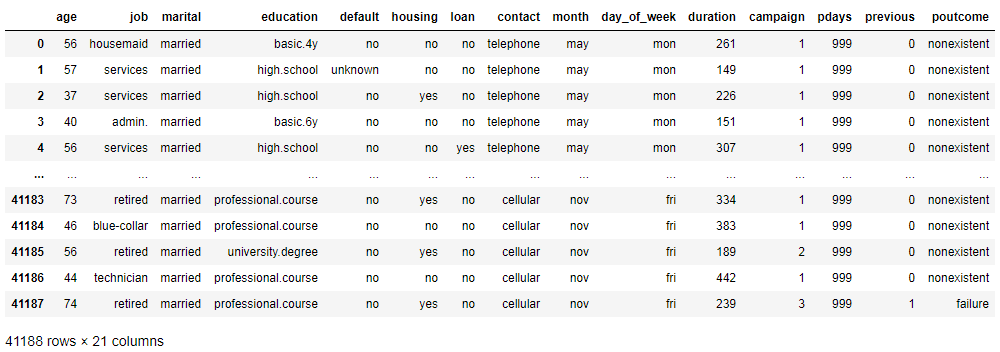 age job marital education default housing loan contact month day_of_week duration campaign pdays previous poutcome
0 56 housemaid married basic.4y no no no telephone may mon 261 1 999 0 nonexistent
1 57 services married high.school unknown no no telephone may mon 149 1 999 0 nonexistent
2 37 services married high.school no yes no telephone may mon 226 1 999 0 nonexistent
3 40 admin. married basic.6y no no no telephone may mon 151 1 999 0 nonexistent
4 56 services married high.school no no yes telephone may mon 307 1 999 0 nonexistent
... ... ... ... ... ... ... ... ... ... ... ... ... ... ... ...
41183 73 retired married professional.course no yes no cellular nov fri 334 1 999 0 nonexistent
41184 46 blue-collar married professional.course no no no cellular nov fri 383 1 999 0 nonexistent
41185 56 retired married university.degree no yes no cellular nov fri 189 2 999 0 nonexistent
41186 44 technician married professional.course no no no cellular nov fri 442 1 999 0 nonexistent
41187 74 retired married professional.course no yes no cellular nov fri 239 3 999 1 failure
41188 rows × 21 columns